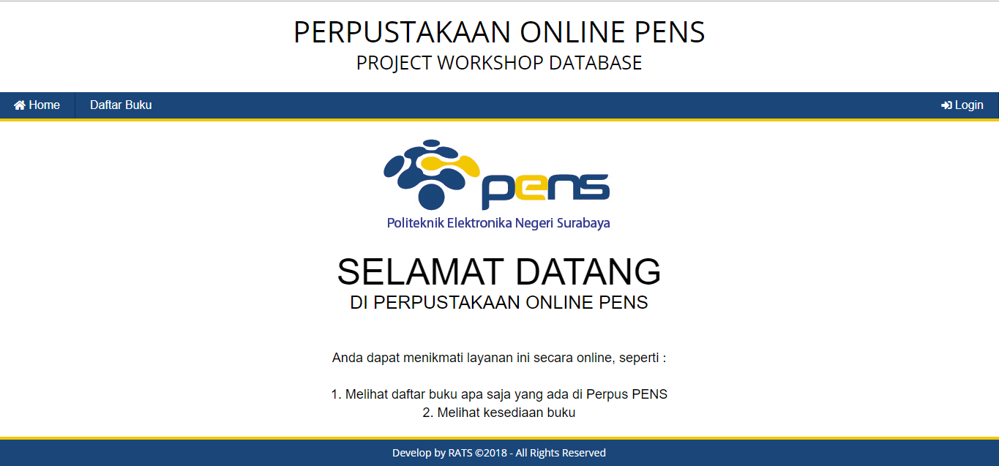 PERPUSTAKAAN ONLINE PENS
PROJECT WORKSHOP DATABASE
Home Daftar Buku Login
pens
Politeknik Elektronika Negeri Surabaya
SELAMAT DATANG
DI PERPUSTAKAAN ONLINE PENS
Anda dapat menikmati layanan ini secara online, seperti :
1. Melihat daftar buku apa saja yang ada di Perpus PENS
2. Melihat kesediaan buku
Develop by RATS ©2018 - All Rights Reserved